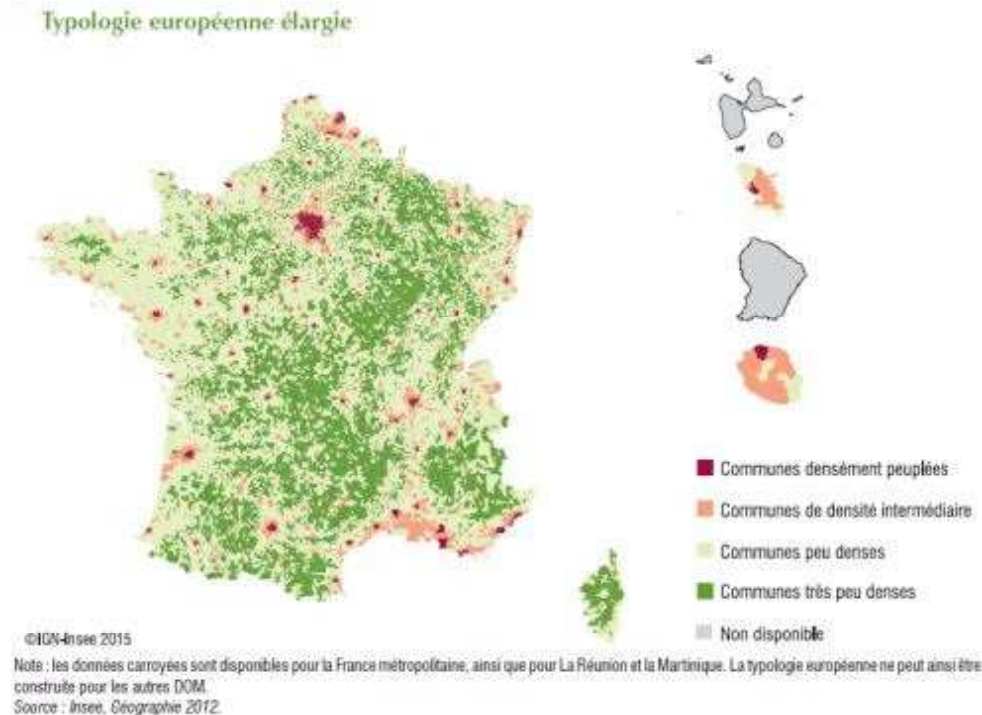 Typologie européenne élargie
Communes densément peuplées
Communes de densité intermédiaire
Communes peu denses
Communes très peu denses
Non disponible
©IGN-Insee 2015
Note : les données carroyées sont disponibles pour la France métropolitaine, ainsi que pour La Réunion et la Martinique. La typologie européenne ne peut ainsi être
construite pour les autres DOM.
Source : Insee, Géographie 2012.